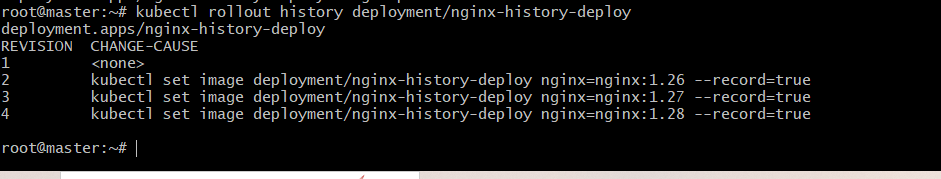 root@master:~# kubectl rollout history deployment/nginx-history-deploy
deployment.apps/nginx-history-deploy
REVISION  CHANGE-CAUSE
1         <none>
2         kubectl set image deployment/nginx-history-deploy nginx=nginx:1.26 --record=true
3         kubectl set image deployment/nginx-history-deploy nginx=nginx:1.27 --record=true
4         kubectl set image deployment/nginx-history-deploy nginx=nginx:1.28 --record=true
root@master:~#